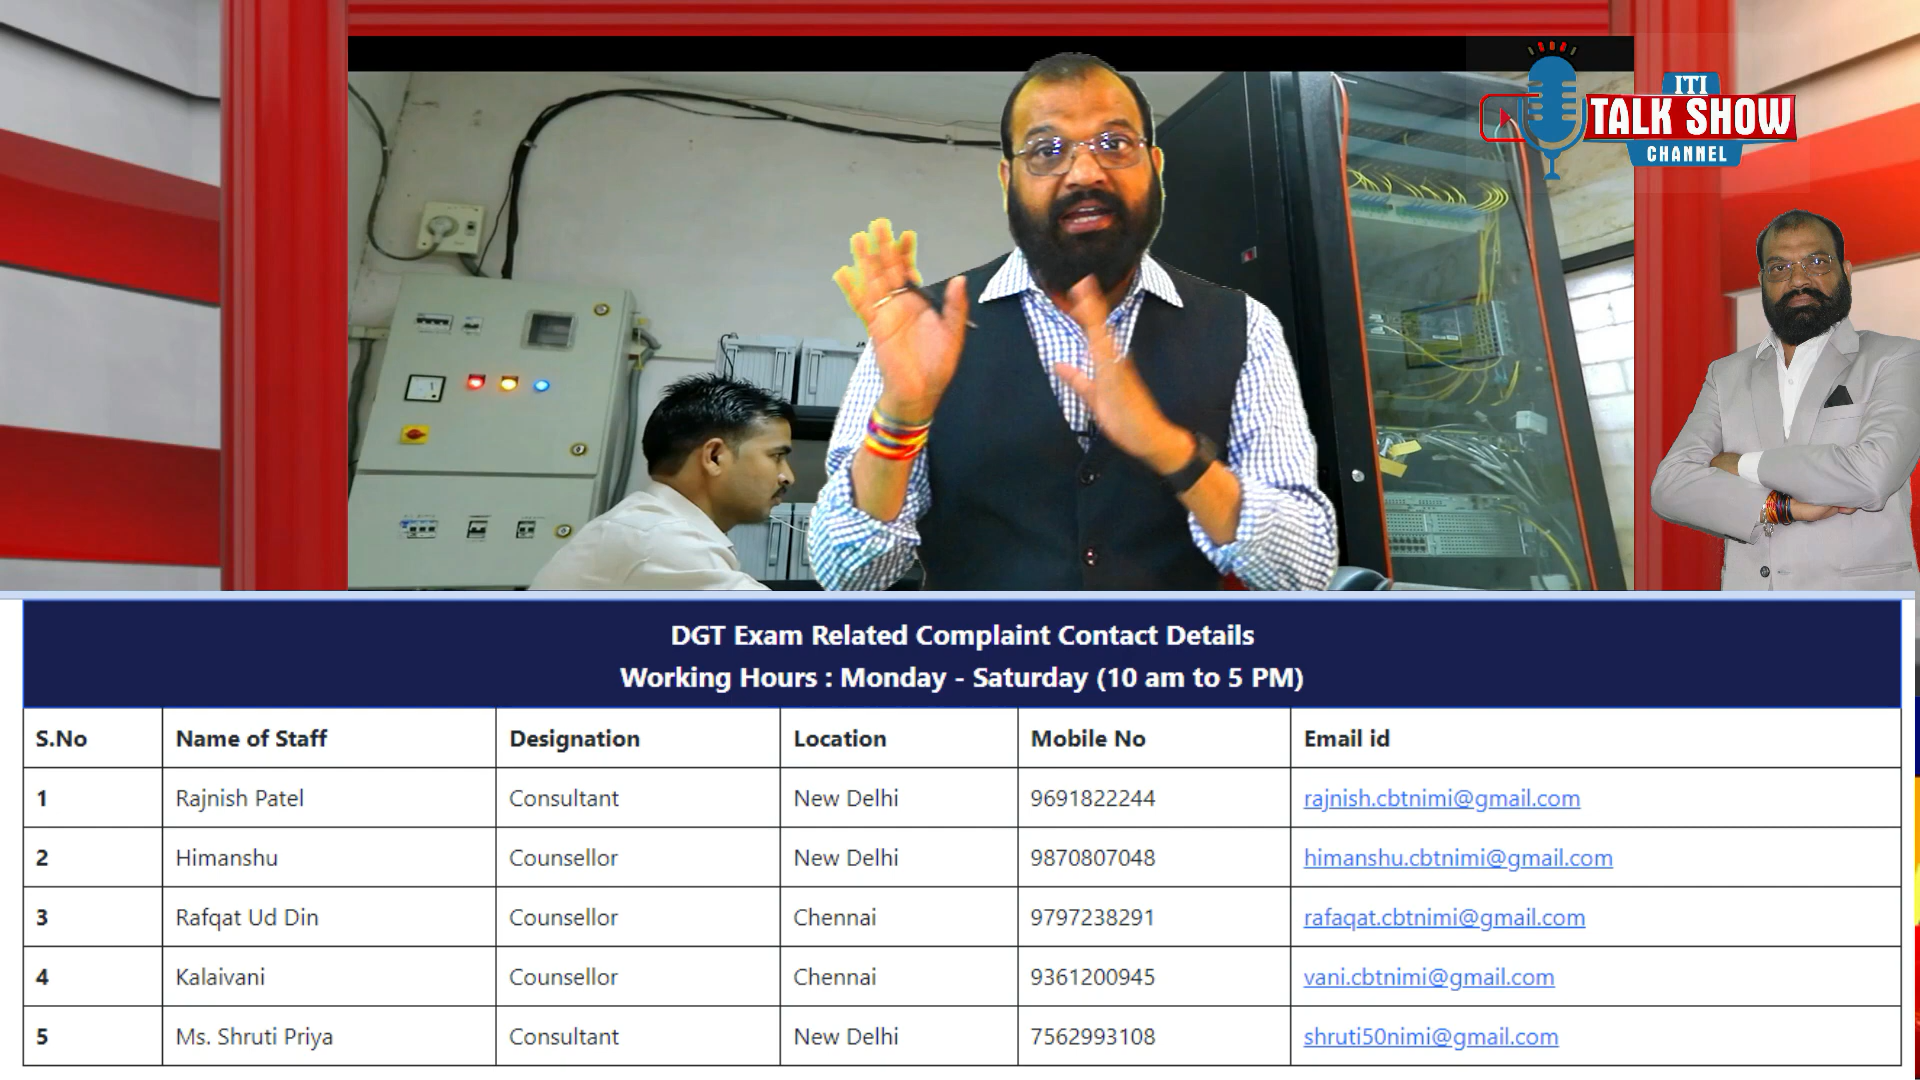 ITI
TALK SHOW
CHANNEL
DGT Exam Related Complaint Contact Details
Working Hours : Monday - Saturday (10 am to 5 PM)
S.No Name of Staff Designation Location Mobile No Email id
1 Rajnish Patel Consultant New Delhi 9691822244 rajnish.cbtnimi@gmail.com
2 Himanshu Counsellor New Delhi 9870807048 himanshu.cbtnimi@gmail.com
3 Rafqat Ud Din Counsellor Chennai 9797238291 rafaqat.cbtnimi@gmail.com
4 Kalaivani Counsellor Chennai 9361200945 vani.cbtnimi@gmail.com
5 Ms. Shruti Priya Consultant New Delhi 7562993108 shruti50nimi@gmail.com